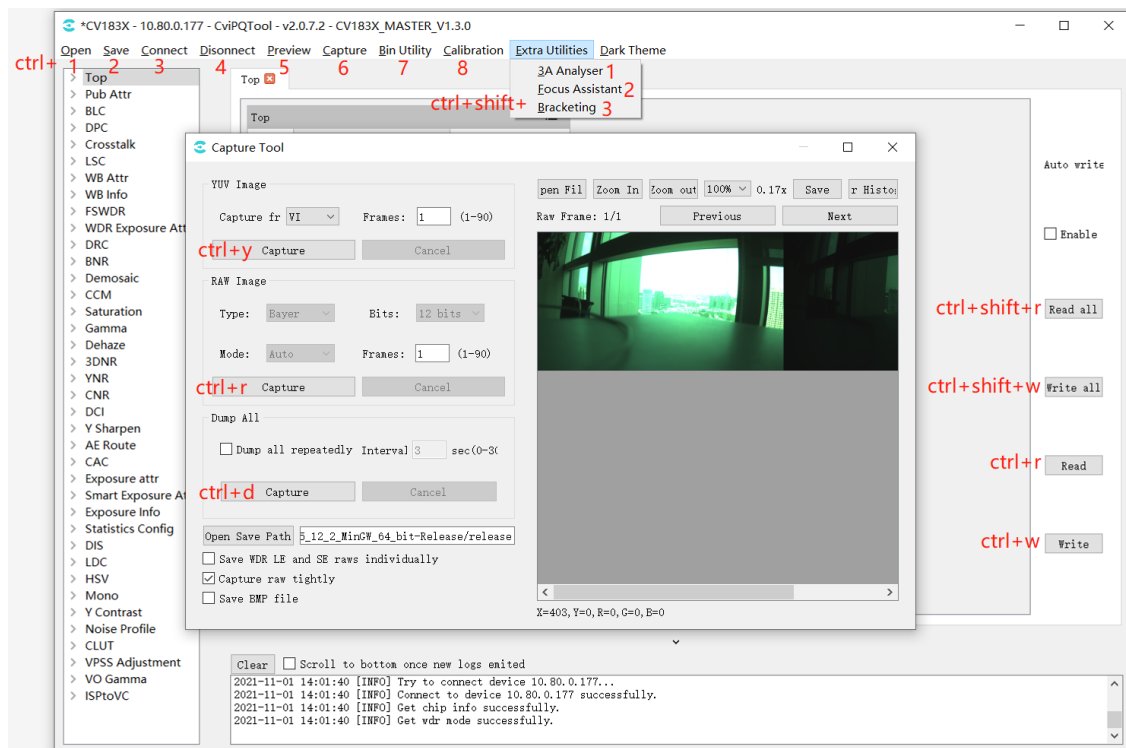 *CV183X - 10.80.0.177 - CviPQTool - v2.0.7.2 - CV183X_MASTER_V1.3.0
Open Save Connect Disonnect Preview Capture Bin Utility Calibration Extra Utilities Dark Theme
ctrl+ 1 2 3 4 5 6 7 8
3A Analyser 1
Focus Assistant 2
ctrl+shift+ Bracketing 3
Top
Pub Attr
BLC
DPC
Crosstalk
LSC
WB Attr
WB Info
FSWDR
WDR Exposure Att
DRC
BNR
Demosaic
CCM
Saturation
Gamma
Dehaze
3DNR
YNR
CNR
DCI
Y Sharpen
AE Route
CAC
Exposure attr
Smart Exposure At
Exposure Info
Statistics Config
DIS
LDC
HSV
Mono
Y Contrast
Noise Profile
CLUT
VPSS Adjustment
VO Gamma
ISPtoVC
Top
Top
Capture Tool
YUV Image
Capture fr VI Frames: 1 (1-90)
ctrl+y Capture Cancel
RAW Image
Type: Bayer Bits: 12 bits
Mode: Auto Frames: 1 (1-90)
ctrl+r Capture Cancel
Dump All
Dump all repeatedly Interval 3 sec(0-3(
ctrl+d Capture Cancel
Open Save Path 5_12_2_MinGW_64_bit-Release/release
Save WDR LE and SE raws individually
Capture raw tightly
Save BMP file
pen Fil Zoom In Zoom out 100% 0.17x Save r Histo
Raw Frame: 1/1 Previous Next
X=403, Y=0, R=0, G=0, B=0
Auto write
Enable
ctrl+shift+r Read all
ctrl+shift+w Write all
ctrl+r Read
ctrl+w Write
Clear Scroll to bottom once new logs emited
2021-11-01 14:01:40 [INFO] Try to connect device 10.80.0.177...
2021-11-01 14:01:40 [INFO] Connect to device 10.80.0.177 successfully.
2021-11-01 14:01:40 [INFO] Get chip info successfully.
2021-11-01 14:01:40 [INFO] Get wdr mode successfully.